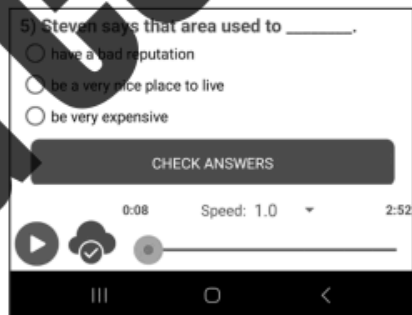 5) Steven says that area used to _______.
have a bad reputation
be a very nice place to live
be very expensive
CHECK ANSWERS
0:08 Speed: 1.0 2:52